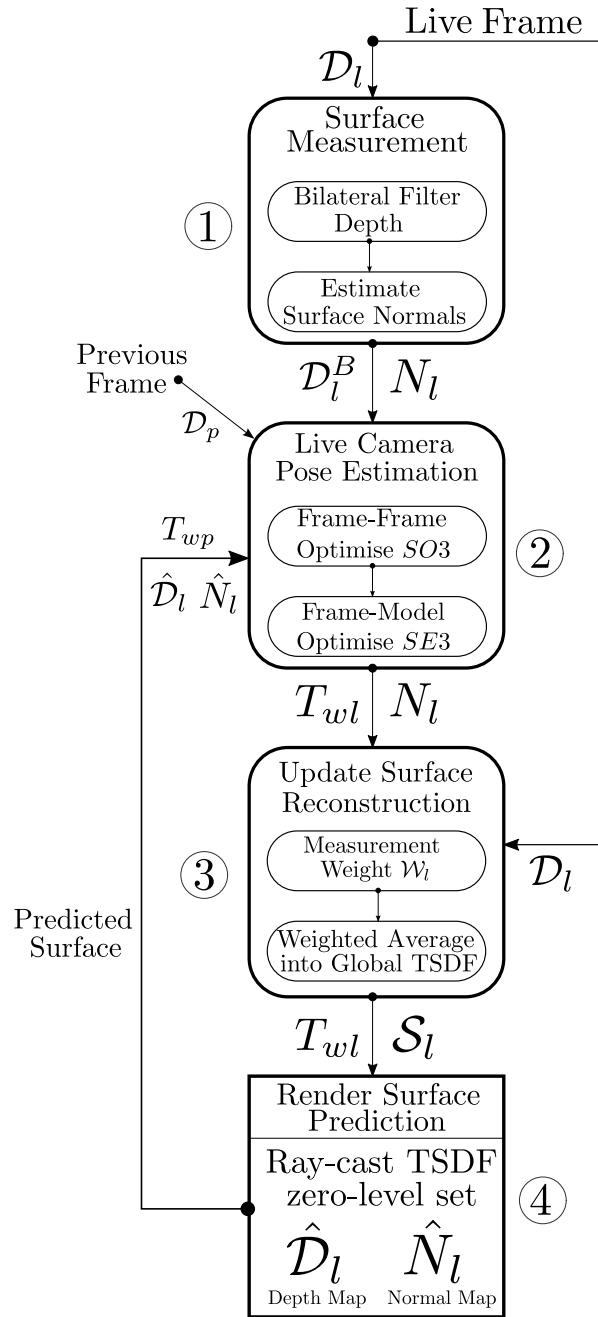 Live Frame
𝒟_l
Surface
Measurement
①
Bilateral Filter
Depth
Estimate
Surface Normals
Previous
Frame
𝒟_p
𝒟_l^B N_l
Live Camera
Pose Estimation
②
Frame-Frame
Optimise SO3
Frame-Model
Optimise SE3
T_wp
𝒟̂_l N̂_l
T_wl N_l
Update Surface
Reconstruction
③
Measurement
Weight 𝒲_l
Weighted Average
into Global TSDF
𝒟_l
Predicted
Surface
T_wl 𝒮_l
Render Surface
Prediction
④
Ray-cast TSDF
zero-level set
𝒟̂_l N̂_l
Depth Map Normal Map